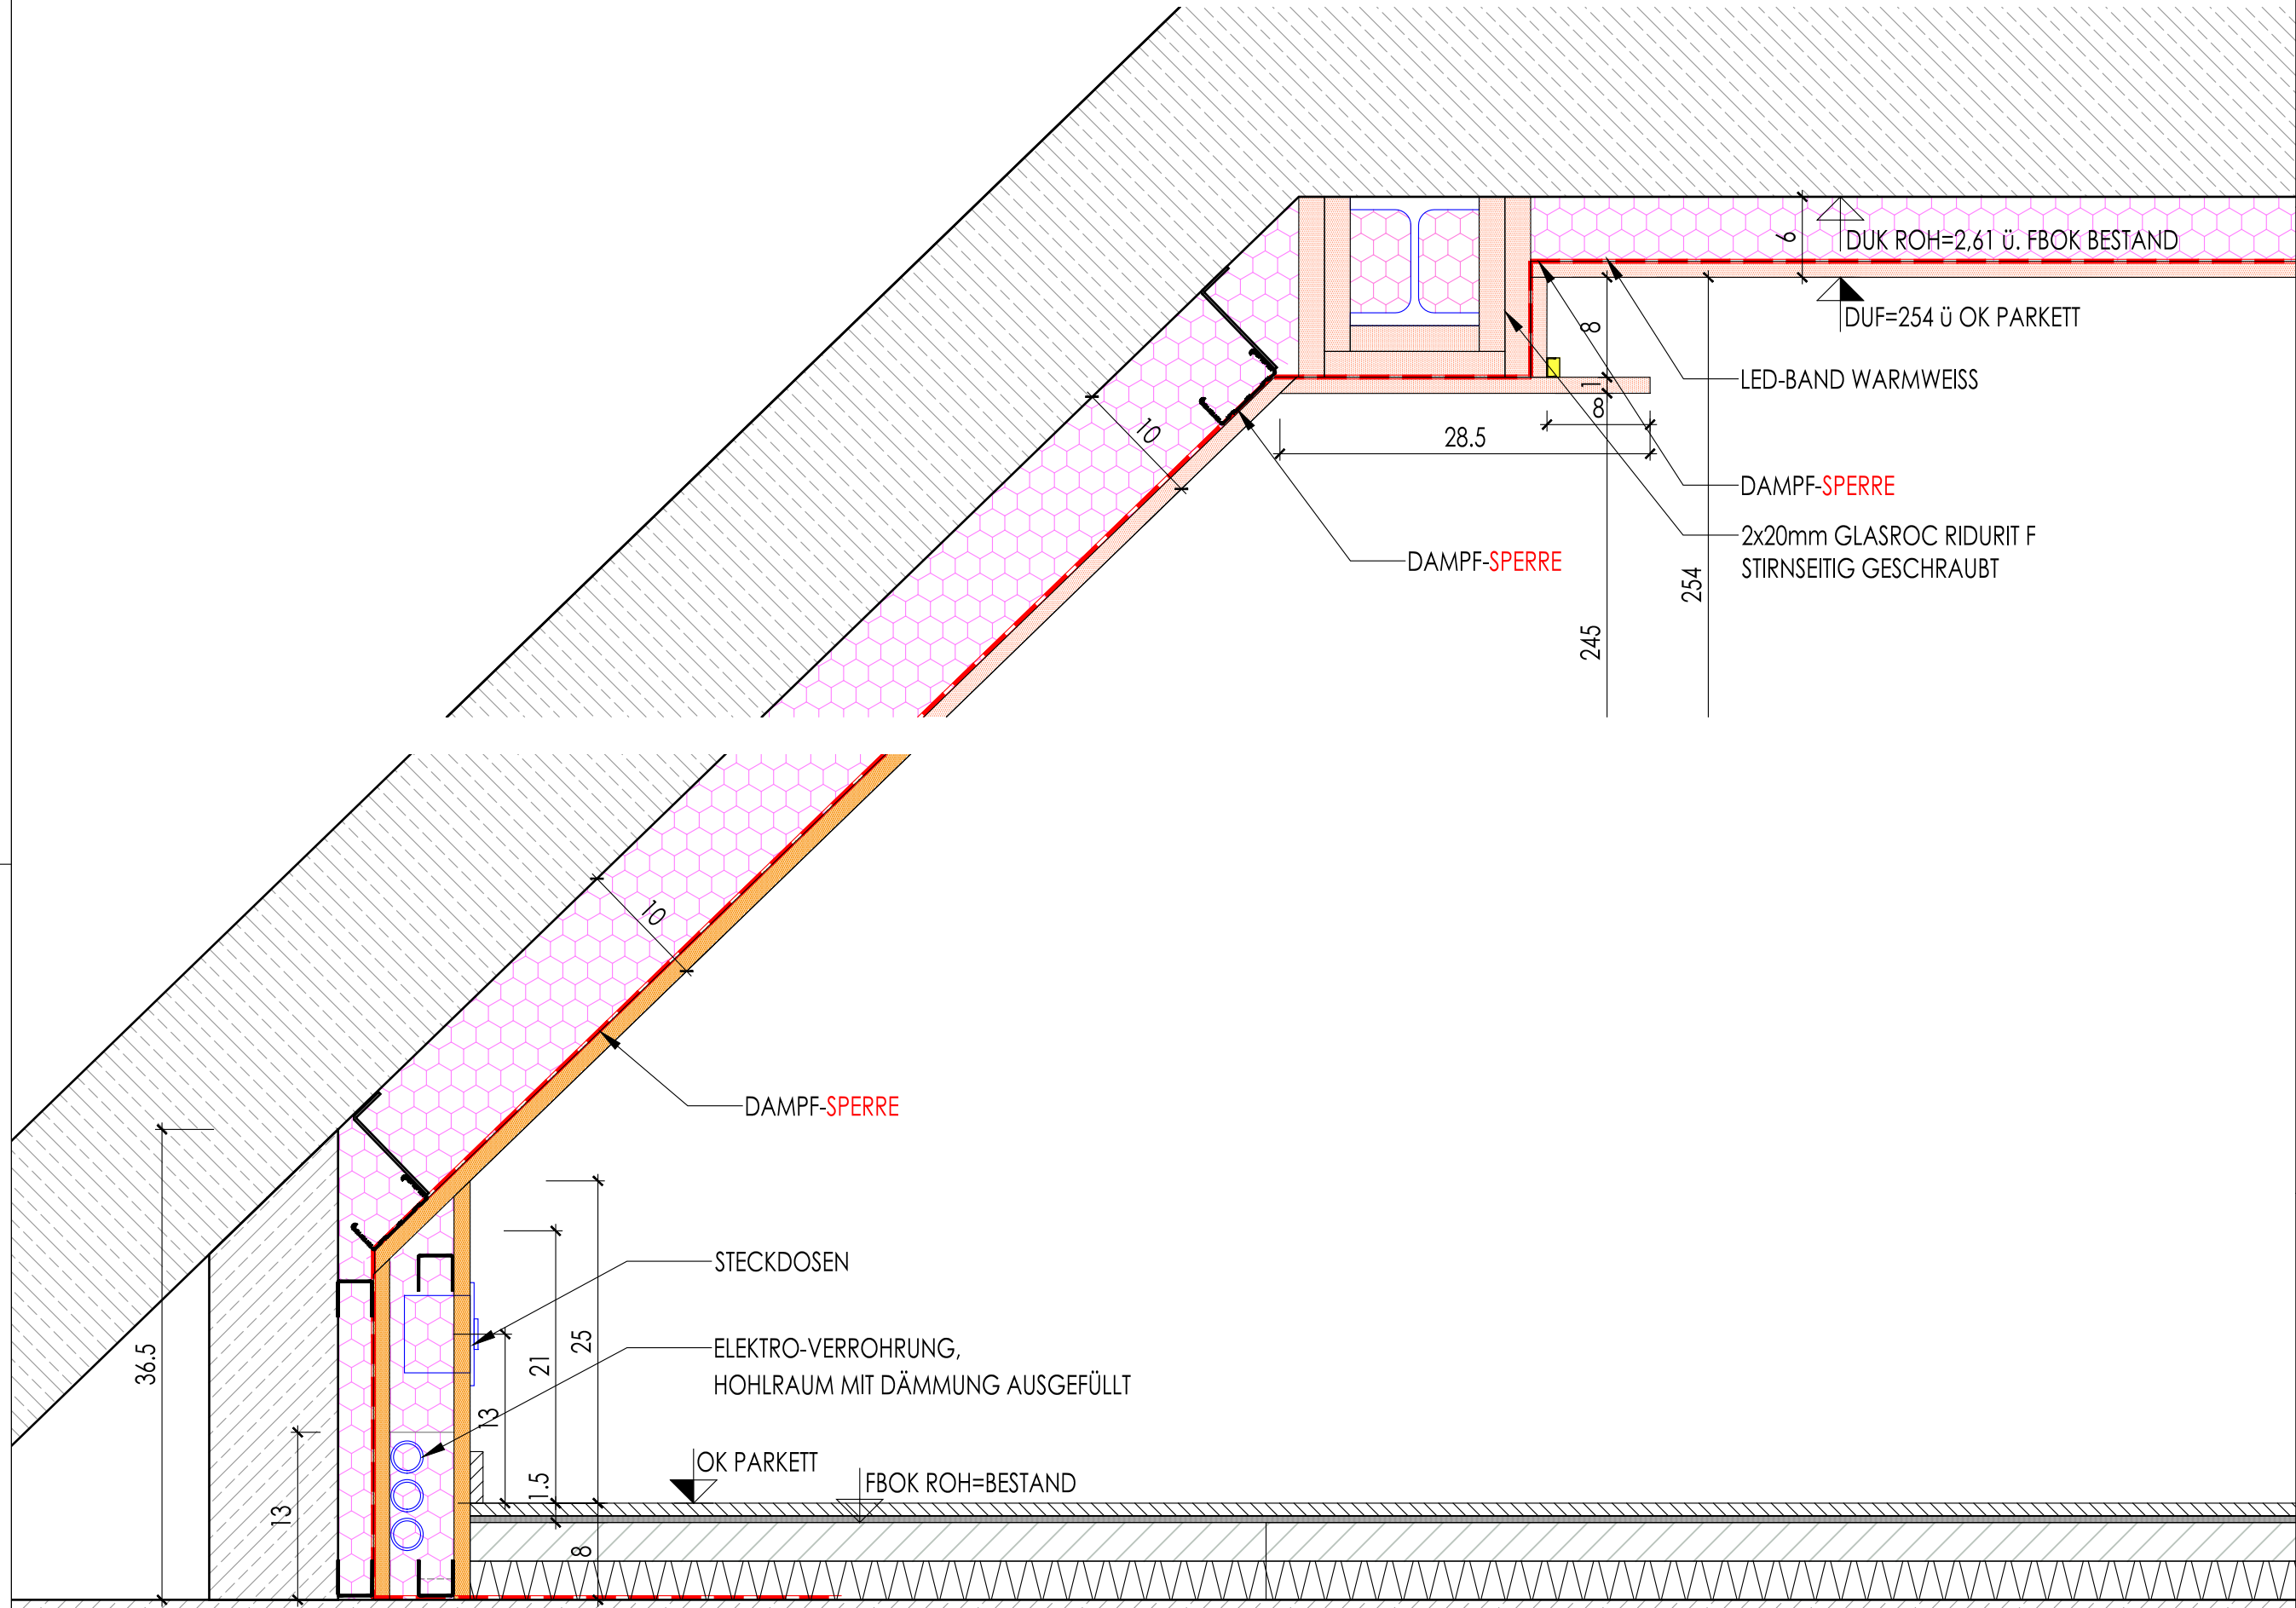 6
DUK ROH=2,61 Ü. FBOK BESTAND
DUF=254 ü OK PARKETT
8
LED-BAND WARMWEISS
1
8
10
28.5
DAMPF-SPERRE
2x20mm GLASROC RIDURIT F
STIRNSEITIG GESCHRAUBT
DAMPF-SPERRE
254
245
10
DAMPF-SPERRE
STECKDOSEN
36.5
25
21
ELEKTRO-VERROHRUNG,
HOHLRAUM MIT DÄMMUNG AUSGEFÜLLT
13
OK PARKETT
FBOK ROH=BESTAND
1.5
13
8